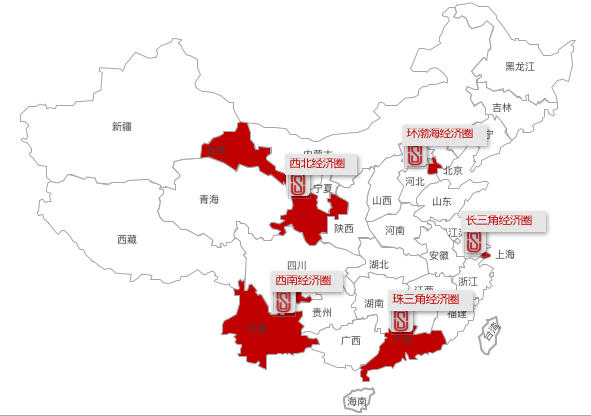 黑龙江
吉林
宁
环渤海经济圈
新疆
甘肃
内蒙古
西北经济圈
北京
河北
宁夏
青海
山西
山东
长三角经济圈
陕西
河南
江苏
西藏
安徽
上海
四川
湖北
西南经济圈
浙江
江西
珠三角经济圈
湖南
贵州
福建
云南
台湾
广西
广东
海南